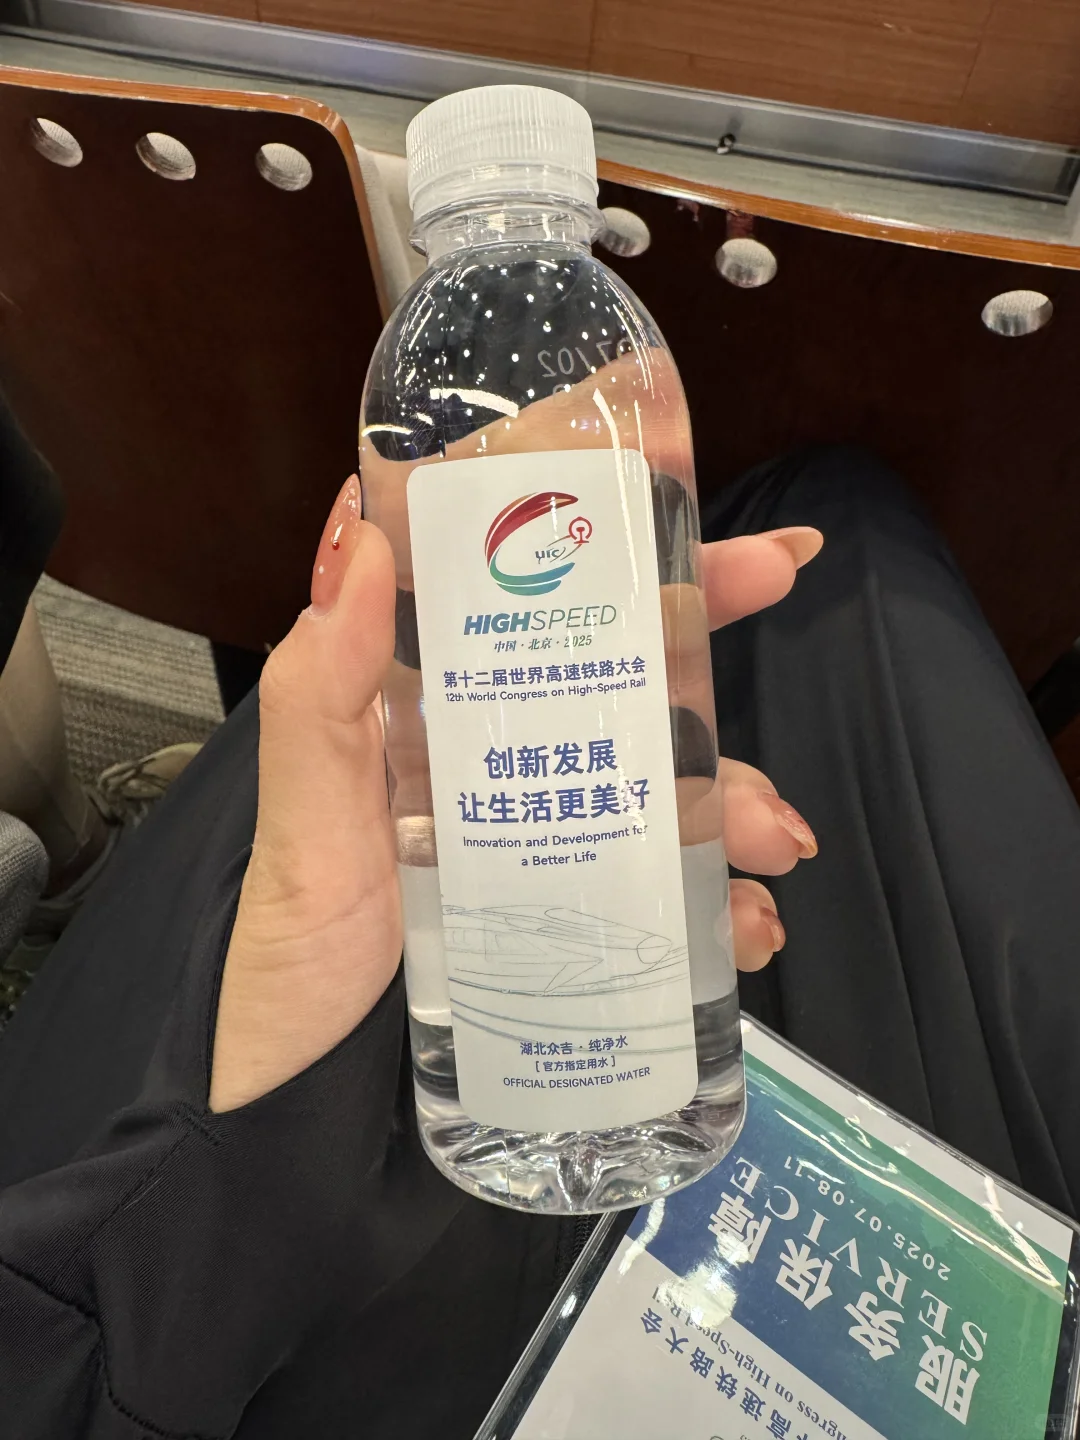 07/02
uic
HIGHSPEED
中国·北京·2025
第十二届世界高速铁路大会
12th World Congress on High-Speed Rail
创新发展
让生活更美好
Innovation and Development for
a Better Life
湖北众吉·纯净水
[官方指定用水]
OFFICIAL DESIGNATED WATER
高速铁路大会
ngress on High-Speed Rail
服务保障
SERVICE
2025.07.08-11